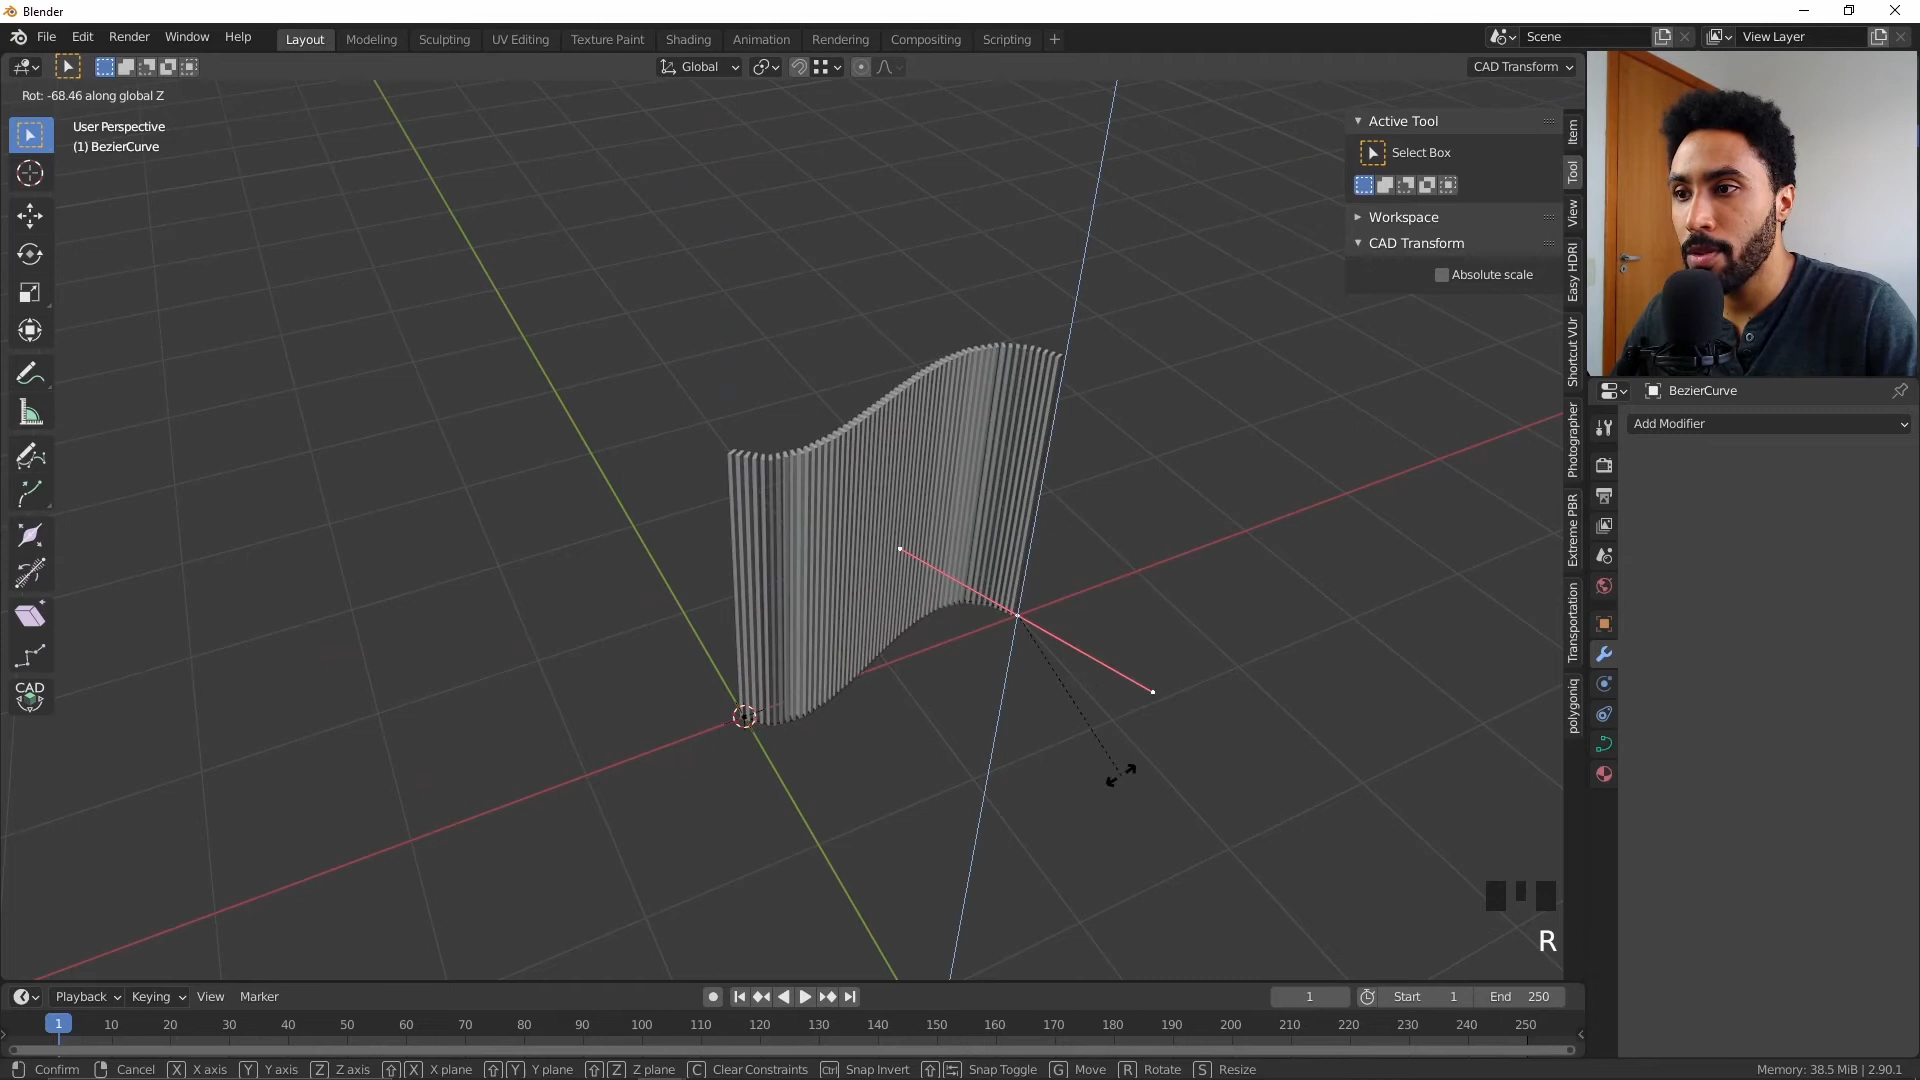 Blender
File Edit Render Window Help
Layout Modeling Sculpting UV Editing Texture Paint Shading Animation Rendering Compositing Scripting +
Scene
View Layer
Global
CAD Transform
Rot: -68.46 along global Z
User Perspective
(1) BezierCurve
Active Tool
Select Box
Workspace
CAD Transform
Absolute scale
Item
Tool
View
Easy HDRI
Shortcut VUr
Photographer
Extreme PBR
Transportation
polygoniq
CAD
BezierCurve
Add Modifier
R
Playback Keying View Marker
1 Start 1 End 250
1 10 20 30 40 50 60 70 80 90 100 110 120 130 140 150 160 170 180 190 200 210 220 230 240 250
Confirm Cancel X X axis Y Y axis Z Z axis X X plane Y Y plane Z Z plane C Clear Constraints Ctrl Snap Invert Snap Toggle G Move R Rotate S Resize
Memory: 38.5 MiB | 2.90.1